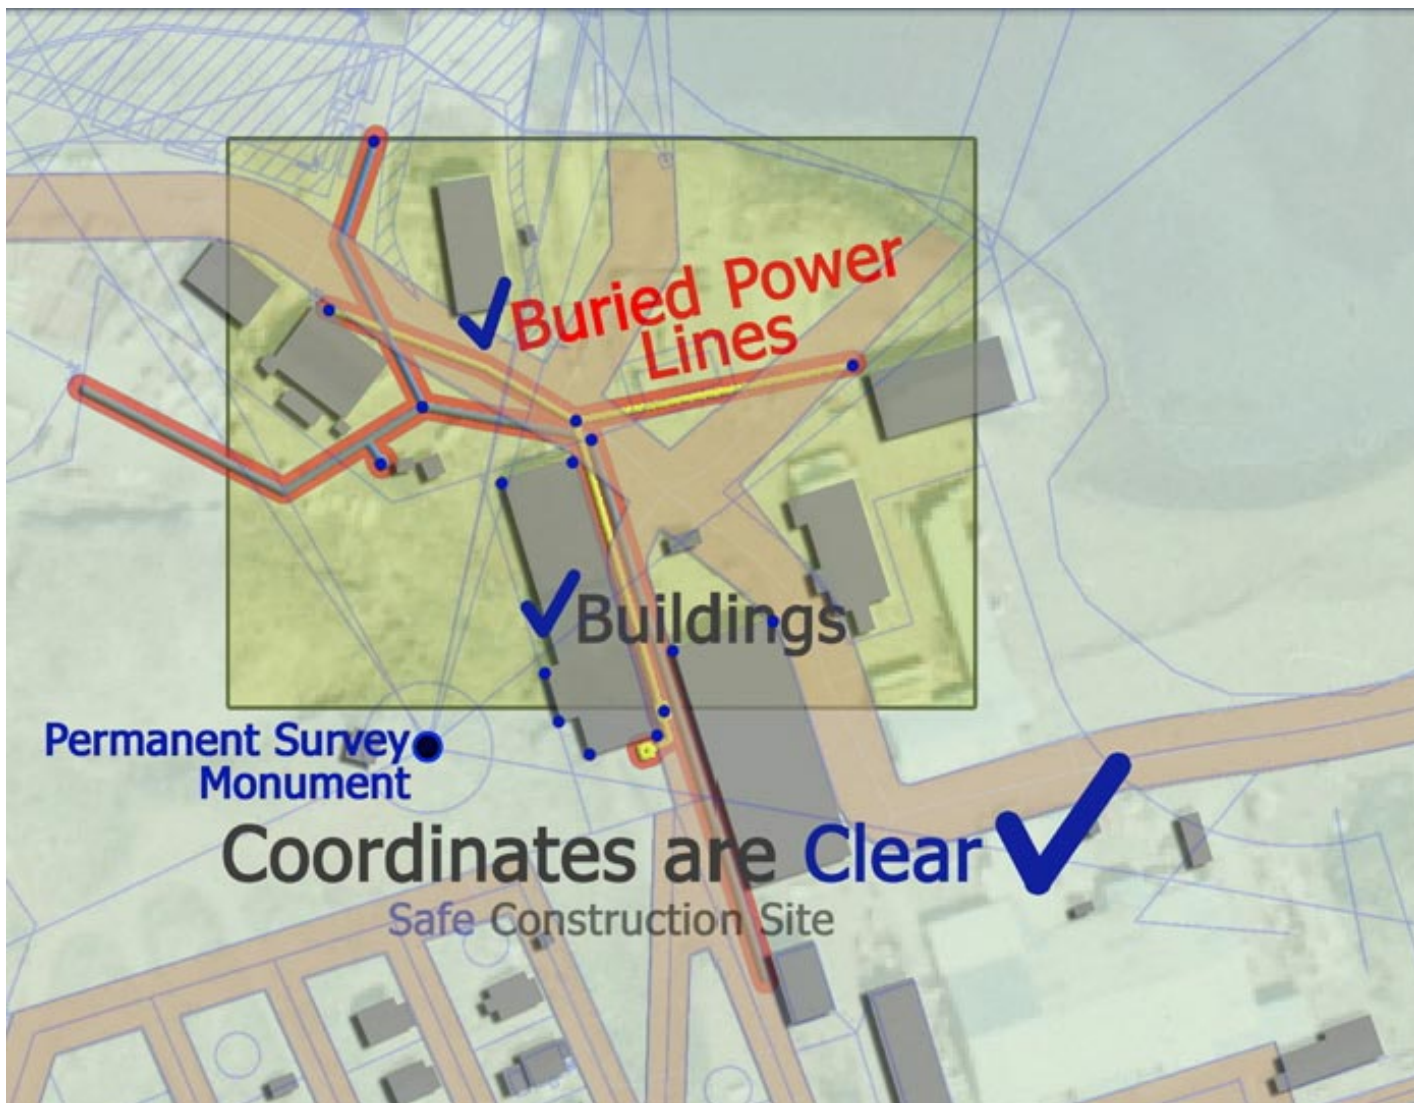 Buried Power
Lines
Buildings
Permanent Survey
Monument
Coordinates are Clear
Safe Construction Site